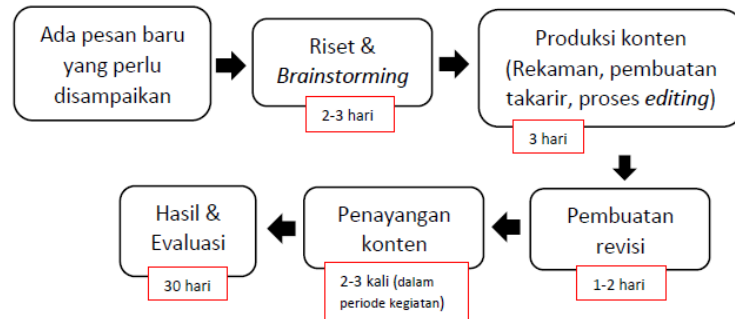 Ada pesan baru
yang perlu
disampaikan
Riset &
Brainstorming
2-3 hari
Produksi konten
(Rekaman, pembuatan
takarir, proses editing)
3 hari
Pembuatan
revisi
1-2 hari
Penayangan
konten
2-3 kali (dalam
periode kegiatan)
Hasil &
Evaluasi
30 hari